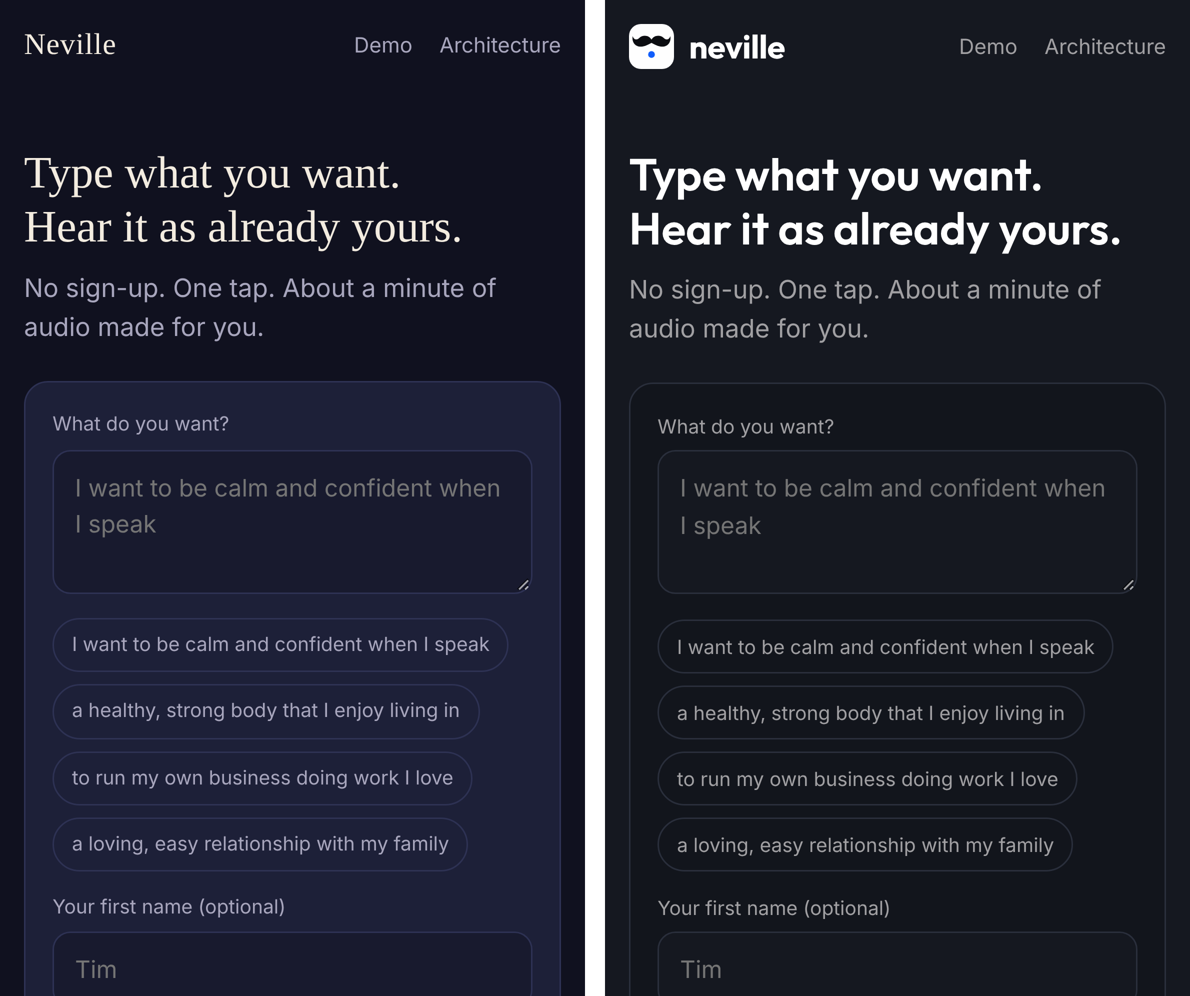 Neville
Demo
Architecture
Type what you want.
Hear it as already yours.
No sign-up. One tap. About a minute of
audio made for you.
What do you want?
I want to be calm and confident when
I speak
I want to be calm and confident when I speak
a healthy, strong body that I enjoy living in
to run my own business doing work I love
a loving, easy relationship with my family
Your first name (optional)
Tim
neville
Demo
Architecture
Type what you want.
Hear it as already yours.
No sign-up. One tap. About a minute of
audio made for you.
What do you want?
I want to be calm and confident when
I speak
I want to be calm and confident when I speak
a healthy, strong body that I enjoy living in
to run my own business doing work I love
a loving, easy relationship with my family
Your first name (optional)
Tim